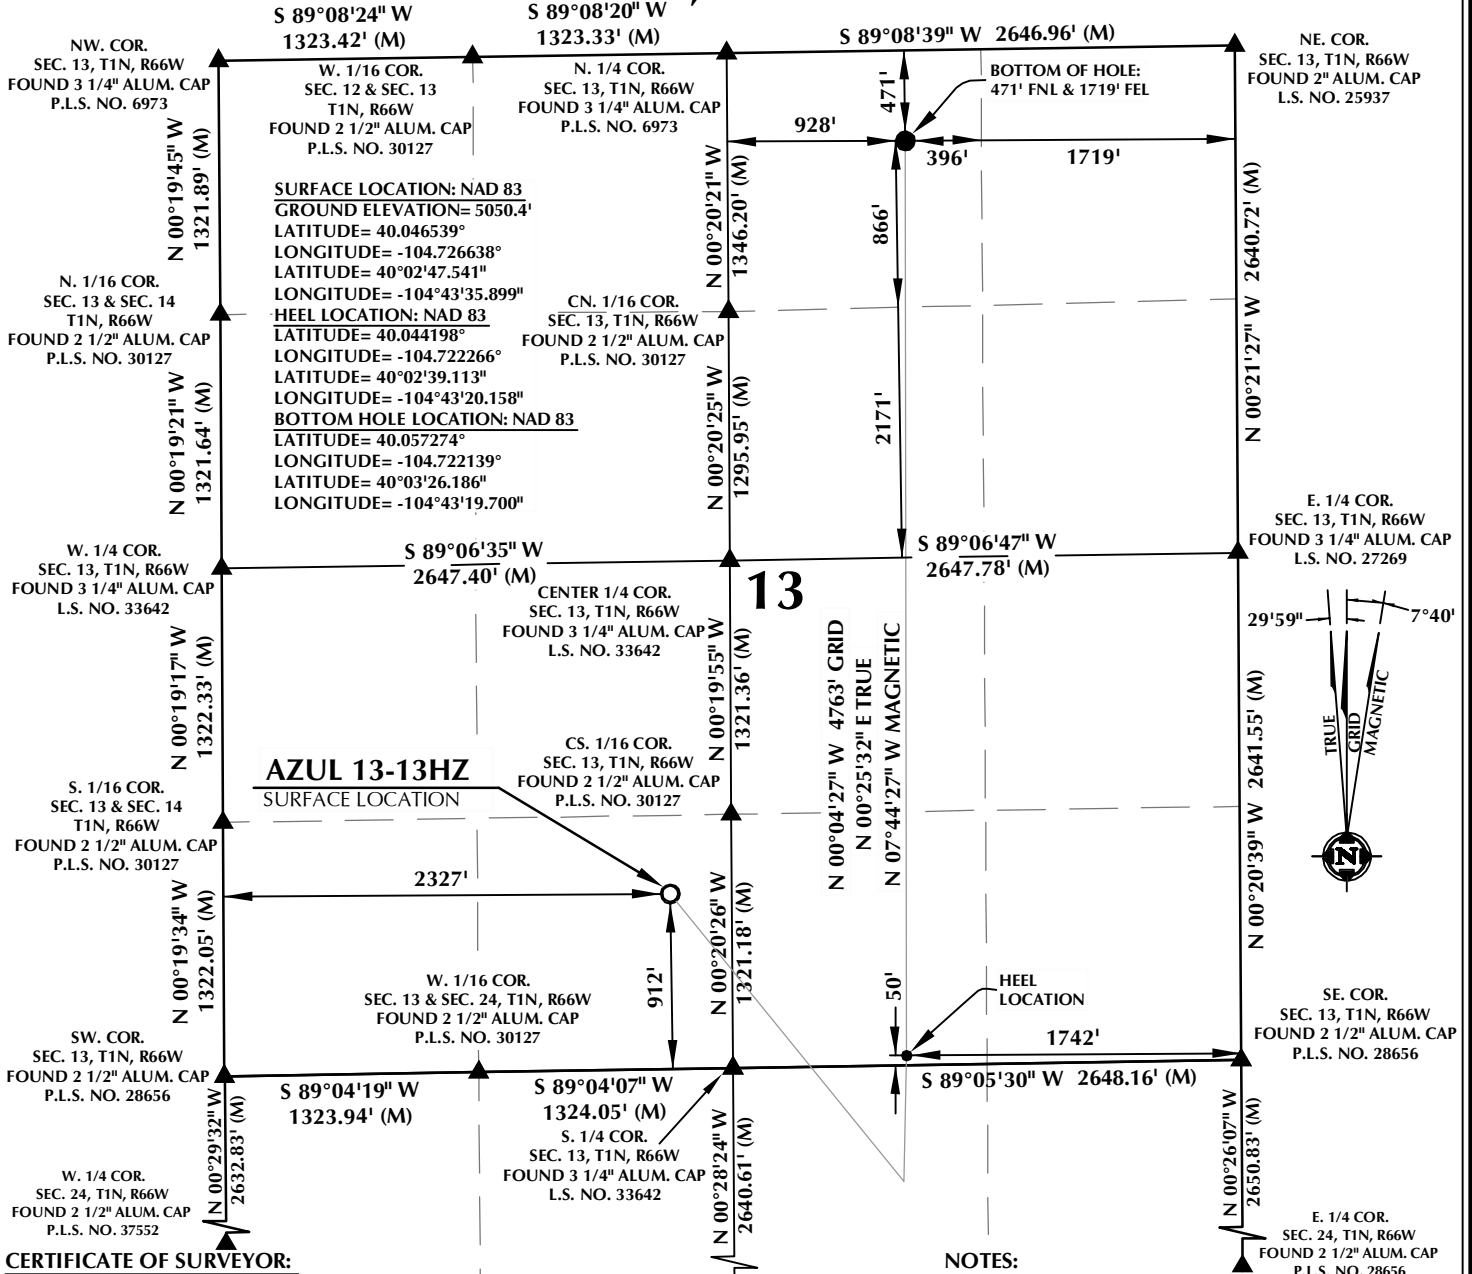 S 89°08'24" W
1323.42' (M)
S 89°08'20" W
1323.33' (M)
S 89°08'39" W 2646.96' (M)
NW. COR.
SEC. 13, T1N, R66W
FOUND 3 1/4" ALUM. CAP
P.L.S. NO. 6973
W. 1/16 COR.
SEC. 12 & SEC. 13
T1N, R66W
FOUND 2 1/2" ALUM. CAP
P.L.S. NO. 30127
N. 1/4 COR.
SEC. 13, T1N, R66W
FOUND 3 1/4" ALUM. CAP
P.L.S. NO. 6973
471'
BOTTOM OF HOLE:
471' FNL & 1719' FEL
NE. COR.
SEC. 13, T1N, R66W
FOUND 2" ALUM. CAP
L.S. NO. 25937
928'
396'
1719'
N 00°19'45" W
1321.89' (M)
SURFACE LOCATION: NAD 83
GROUND ELEVATION= 5050.4'
LATITUDE= 40.046539°
LONGITUDE= -104.726638°
LATITUDE= 40°02'47.541"
LONGITUDE= -104°43'35.899"
HEEL LOCATION: NAD 83
LATITUDE= 40.044198°
LONGITUDE= -104.722266°
LATITUDE= 40°02'39.113"
LONGITUDE= -104°43'20.158"
BOTTOM HOLE LOCATION: NAD 83
LATITUDE= 40.057274°
LONGITUDE= -104.722139°
LATITUDE= 40°03'26.186"
LONGITUDE= -104°43'19.700"
N 00°20'21" W
1346.20' (M)
866'
N 00°21'27" W 2640.72' (M)
N. 1/16 COR.
SEC. 13 & SEC. 14
T1N, R66W
FOUND 2 1/2" ALUM. CAP
P.L.S. NO. 30127
CN. 1/16 COR.
SEC. 13, T1N, R66W
FOUND 2 1/2" ALUM. CAP
P.L.S. NO. 30127
N 00°19'21" W
1321.64' (M)
N 00°20'25" W
1295.95' (M)
2171'
W. 1/4 COR.
SEC. 13, T1N, R66W
FOUND 3 1/4" ALUM. CAP
L.S. NO. 33642
S 89°06'35" W
2647.40' (M)
S 89°06'47" W
2647.78' (M)
E. 1/4 COR.
SEC. 13, T1N, R66W
FOUND 3 1/4" ALUM. CAP
L.S. NO. 27269
13
CENTER 1/4 COR.
SEC. 13, T1N, R66W
FOUND 3 1/4" ALUM. CAP
L.S. NO. 33642
29'59"
7°40'
TRUE
GRID
MAGNETIC
N
N 00°19'17" W
1322.33' (M)
N 00°19'55" W
1321.36' (M)
N 00°04'27" W 4763' GRID
N 00°25'32" E TRUE
N 07°44'27" W MAGNETIC
N 00°20'39" W 2641.55' (M)
AZUL 13-13HZ
SURFACE LOCATION
CS. 1/16 COR.
SEC. 13, T1N, R66W
FOUND 2 1/2" ALUM. CAP
P.L.S. NO. 30127
S. 1/16 COR.
SEC. 13 & SEC. 14
T1N, R66W
FOUND 2 1/2" ALUM. CAP
P.L.S. NO. 30127
2327'
N 00°19'34" W
1322.05' (M)
912'
N 00°20'26" W
1321.18' (M)
50'
HEEL
LOCATION
1742'
W. 1/16 COR.
SEC. 13 & SEC. 24, T1N, R66W
FOUND 2 1/2" ALUM. CAP
P.L.S. NO. 30127
SE. COR.
SEC. 13, T1N, R66W
FOUND 2 1/2" ALUM. CAP
P.L.S. NO. 28656
SW. COR.
SEC. 13, T1N, R66W
FOUND 2 1/2" ALUM. CAP
P.L.S. NO. 28656
S 89°04'19" W
1323.94' (M)
S 89°04'07" W
1324.05' (M)
S 89°05'30" W 2648.16' (M)
S. 1/4 COR.
SEC. 13, T1N, R66W
FOUND 3 1/4" ALUM. CAP
L.S. NO. 33642
N 00°29'32" W
2632.83' (M)
N 00°28'24" W
2640.61' (M)
N 00°26'07" W
2650.83' (M)
W. 1/4 COR.
SEC. 24, T1N, R66W
FOUND 2 1/2" ALUM. CAP
P.L.S. NO. 37552
E. 1/4 COR.
SEC. 24, T1N, R66W
FOUND 2 1/2" ALUM. CAP
P.L.S. NO. 28656
CERTIFICATE OF SURVEYOR:
NOTES: